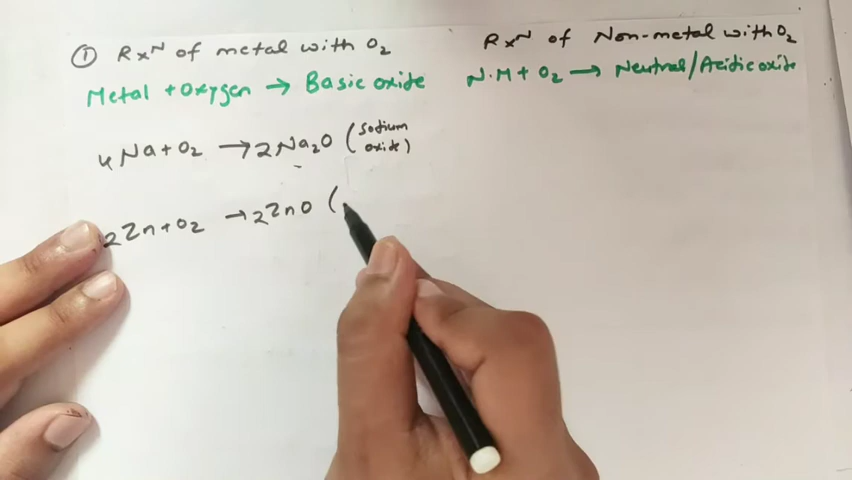 ① Rxᴺ of metal with O₂
Metal + Oxygen → Basic oxide
4Na + O₂ → 2Na₂O (sodium
oxide)
2Zn + O₂ → 2ZnO (
Rxᴺ of Non-metal with O₂
N.M + O₂ → Neutral/Acidic oxide